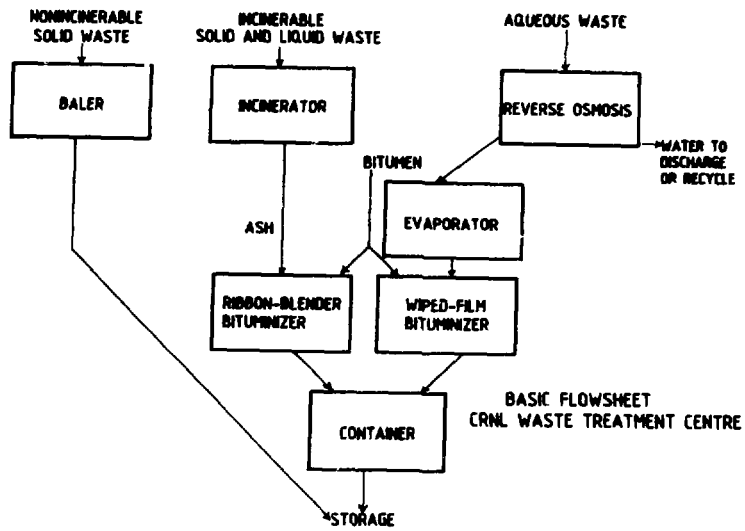 NONINCINERABLE
SOLID WASTE
INCINERABLE
SOLID AND LIQUID WASTE
AQUEOUS WASTE
BALER
INCINERATOR
REVERSE OSMOSIS
WATER TO
DISCHARGE
OR RECYCLE
BITUMEN
ASH
EVAPORATOR
RIBBON-BLENDER
BITUMINIZER
WIPED-FILM
BITUMINIZER
CONTAINER
BASIC FLOWSHEET
CRNL WASTE TREATMENT CENTRE
STORAGE